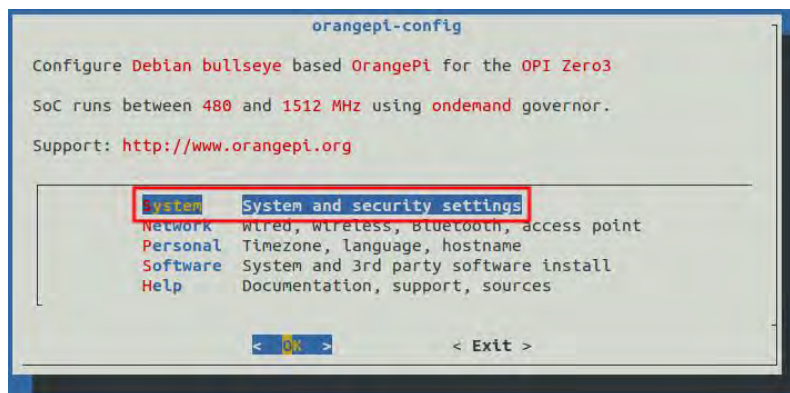 orangepi-config
Configure Debian bullseye based OrangePi for the OPI Zero3
SoC runs between 480 and 1512 MHz using ondemand governor.
Support: http://www.orangepi.org
System System and security settings
Network Wired, Wireless, Bluetooth, access point
Personal Timezone, language, hostname
Software System and 3rd party software install
Help Documentation, support, sources
< OK > < Exit >